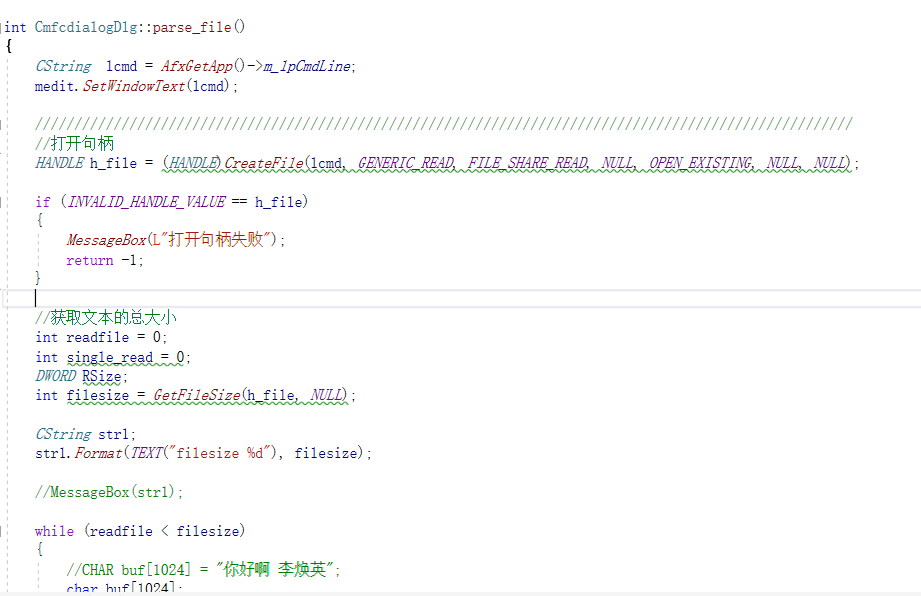 int CmfcdialogDlg::parse_file()
{
CString lcmd = AfxGetApp()->m_lpCmdLine;
medit.SetWindowText(lcmd);
////////////////////////////////////////////////////////////////////////////////////////////////////////
//打开句柄
HANDLE h_file = (HANDLE)CreateFile(lcmd, GENERIC_READ, FILE_SHARE_READ, NULL, OPEN_EXISTING, NULL, NULL);
if (INVALID_HANDLE_VALUE == h_file)
{
MessageBox(L"打开句柄失败");
return -1;
}
//获取文本的总大小
int readfile = 0;
int single_read = 0;
DWORD RSize;
int filesize = GetFileSize(h_file, NULL);
CString str1;
str1.Format(TEXT("filesize %d"), filesize);
//MessageBox(str1);
while (readfile < filesize)
{
//CHAR buf[1024] = "你好啊 李焕英";
char buf[1024];